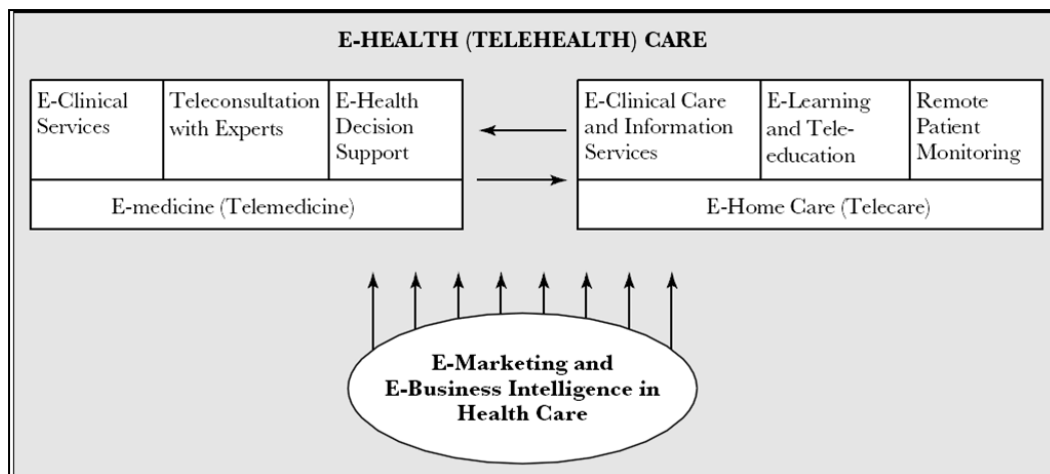 E-HEALTH (TELEHEALTH) CARE
E-Clinical
Services
Teleconsultation
with Experts
E-Health
Decision
Support
E-medicine (Telemedicine)
E-Clinical Care
and Information
Services
E-Learning
and Tele-
education
Remote
Patient
Monitoring
E-Home Care (Telecare)
E-Marketing and
E-Business Intelligence in
Health Care